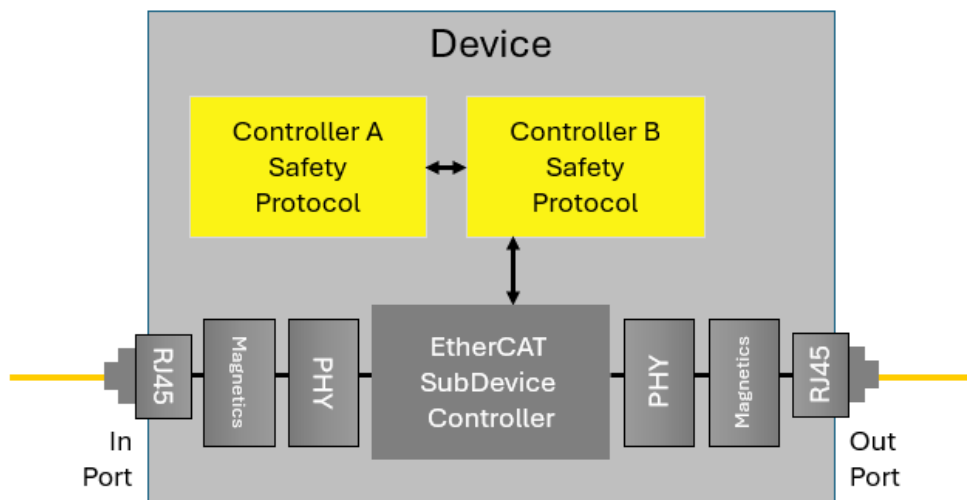 Device
Controller A
Safety
Protocol
Controller B
Safety
Protocol
RJ45
Magnetics
PHY
EtherCAT
SubDevice
Controller
PHY
Magnetics
RJ45
In
Port
Out
Port